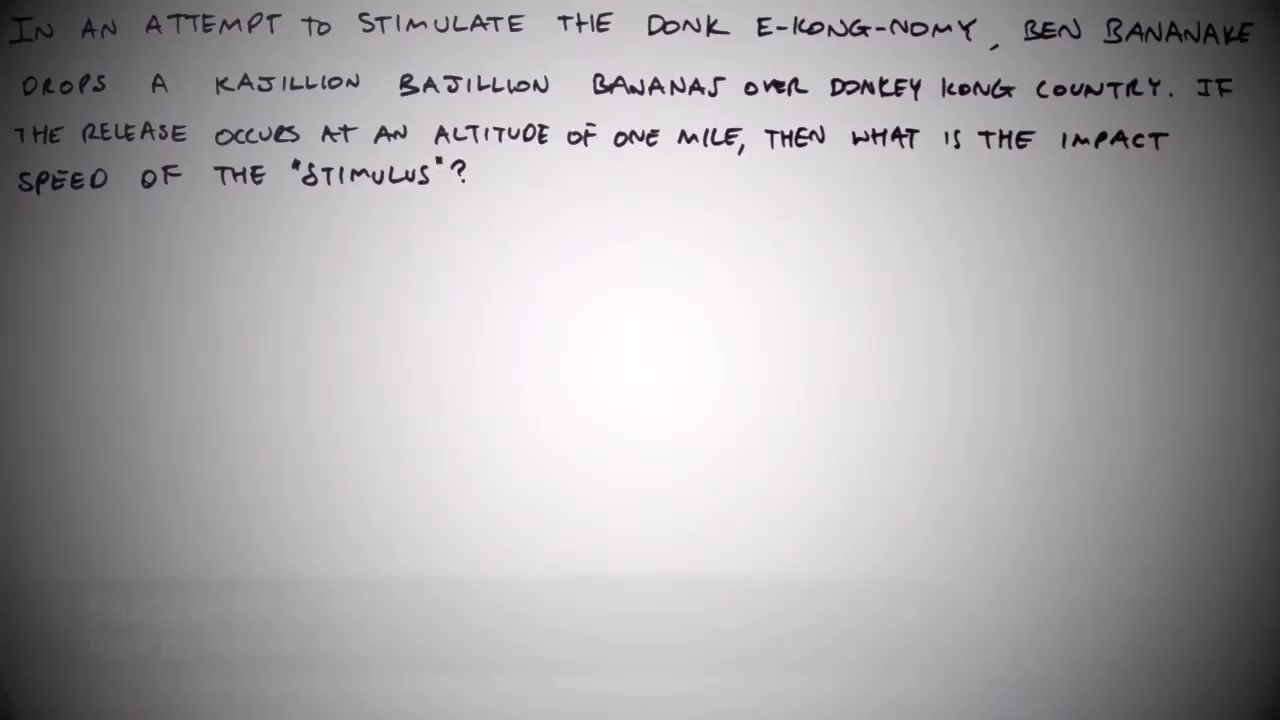 IN AN ATTEMPT TO STIMULATE THE DONK E-KONG-NOMY, BEN BANANAKE
DROPS A KAJILLION BAJILLION BANANAS OVER DONKEY KONG COUNTRY. IF
THE RELEASE OCCURS AT AN ALTITUDE OF ONE MILE, THEN WHAT IS THE IMPACT
SPEED OF THE "STIMULUS"?